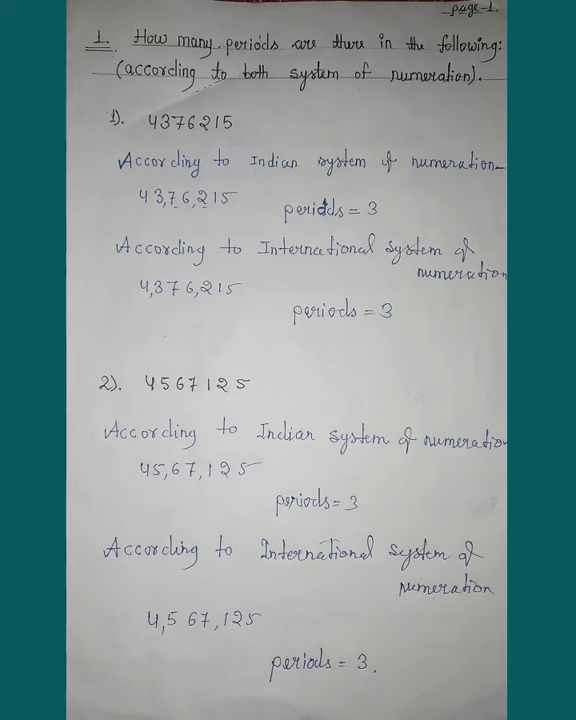 page-1.
1. How many periods are there in the following:
(according to both system of numeration).
1). 4376215
According to Indian system of numeration-
43,76,215
periods = 3
According to International system of
numeration
4,376,215
periods = 3
2). 4567125
According to Indian system of numeration
45,67,125
periods = 3
According to International system of
numeration
4,567,125
periods = 3.